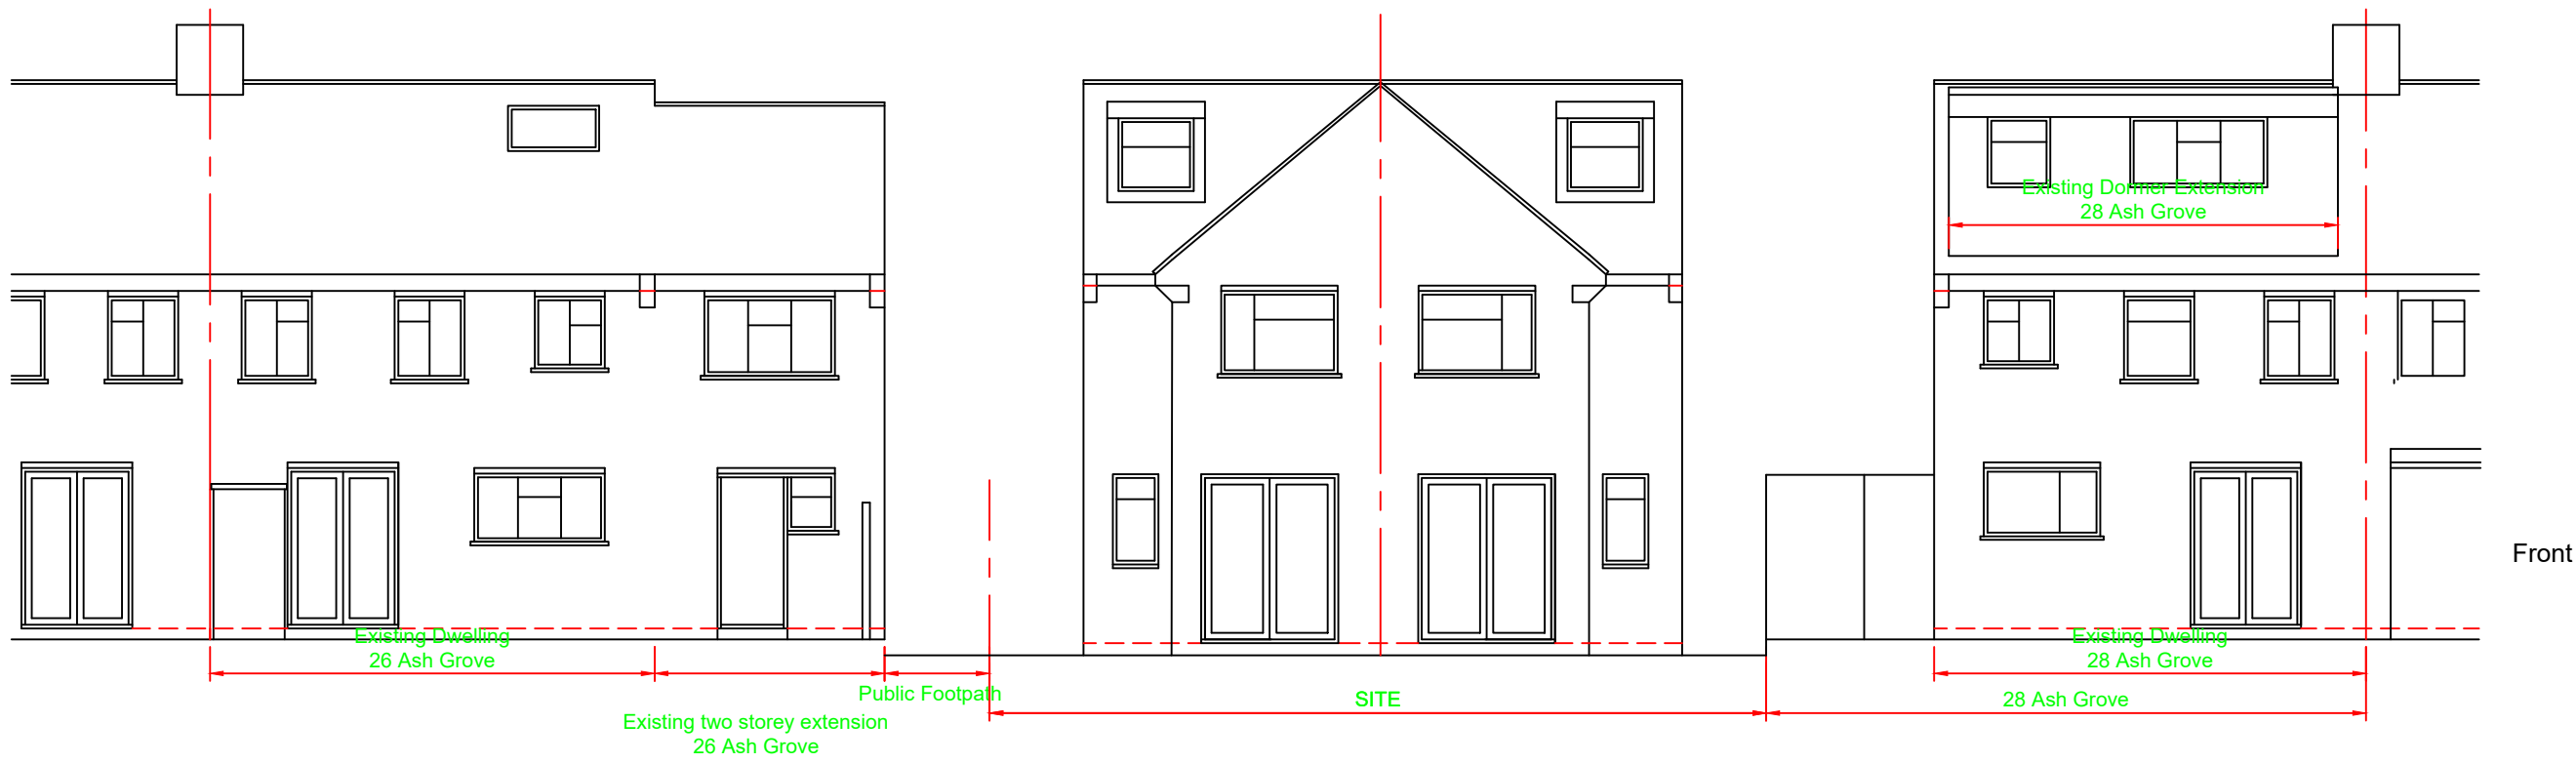 Existing Dormer Extension
28 Ash Grove
Front
Existing Dwelling
26 Ash Grove
Existing Dwelling
28 Ash Grove
Public Footpath
SITE
28 Ash Grove
Existing two storey extension
26 Ash Grove